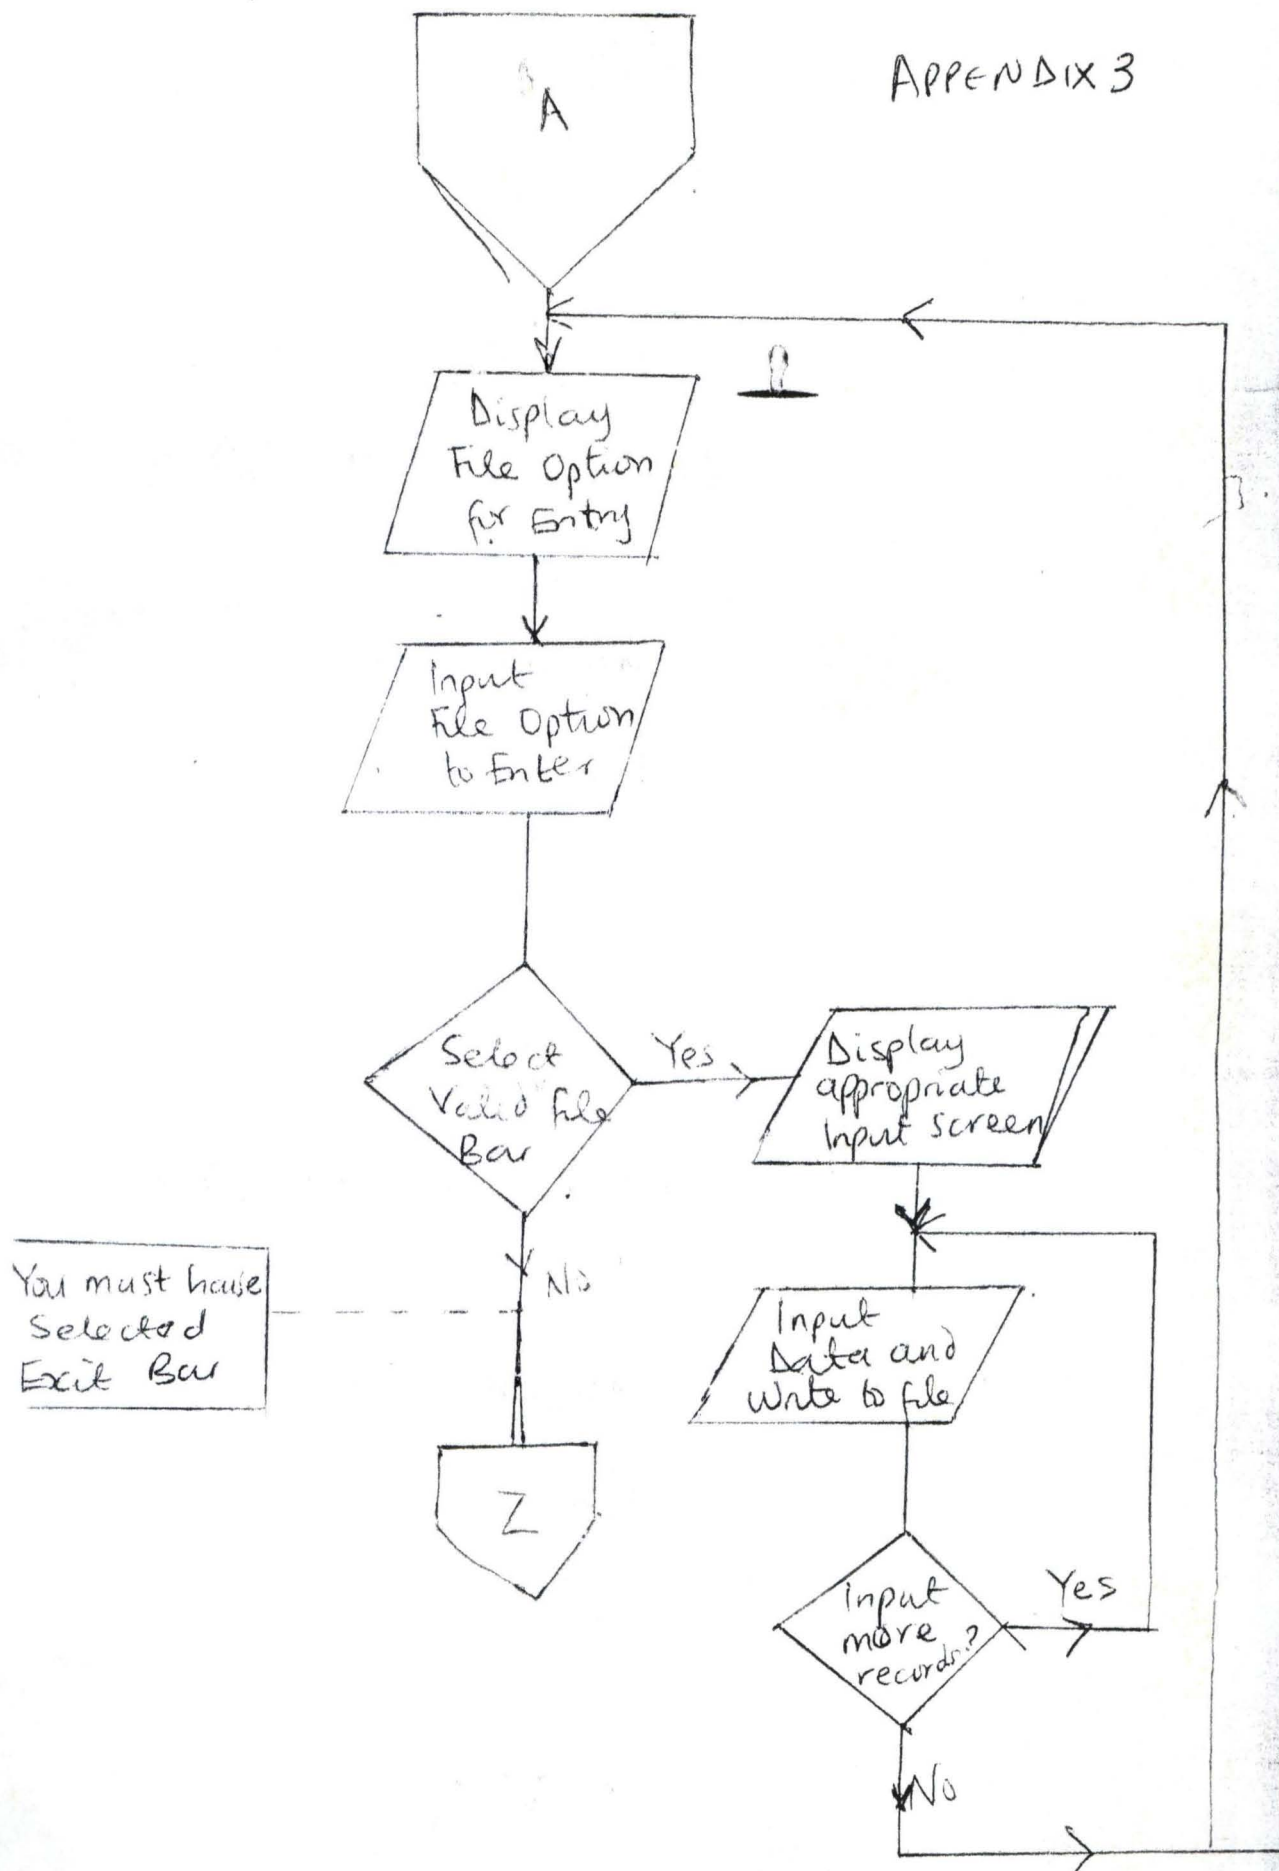 APPENDIX 3
A
Display
File Option
for Entry
Input
File Option
to Enter
Select
Valid file
Bar
Yes
Display
appropriate
Input screen
No
You must have
Selected
Exit Bar
Input
Data and
Write to file
Z
Input
more
records?
Yes
No